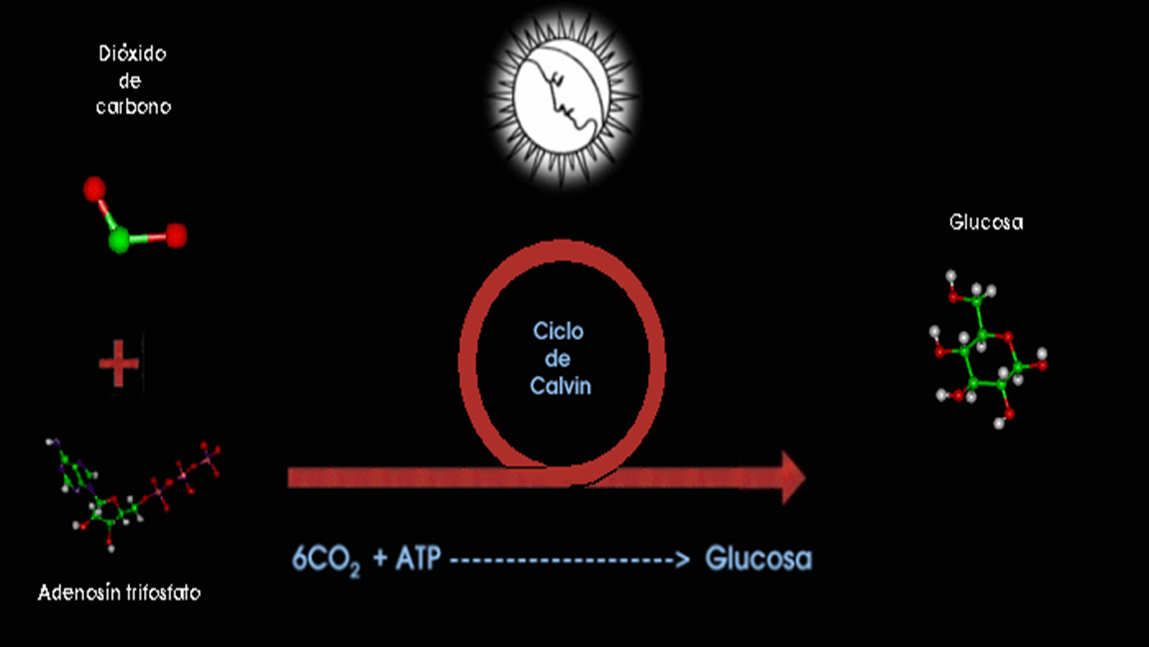 Dióxido
de
carbono
Glucosa
Ciclo
de
Calvin
6CO₂ + ATP --------------------> Glucosa
Adenosín trifosfato